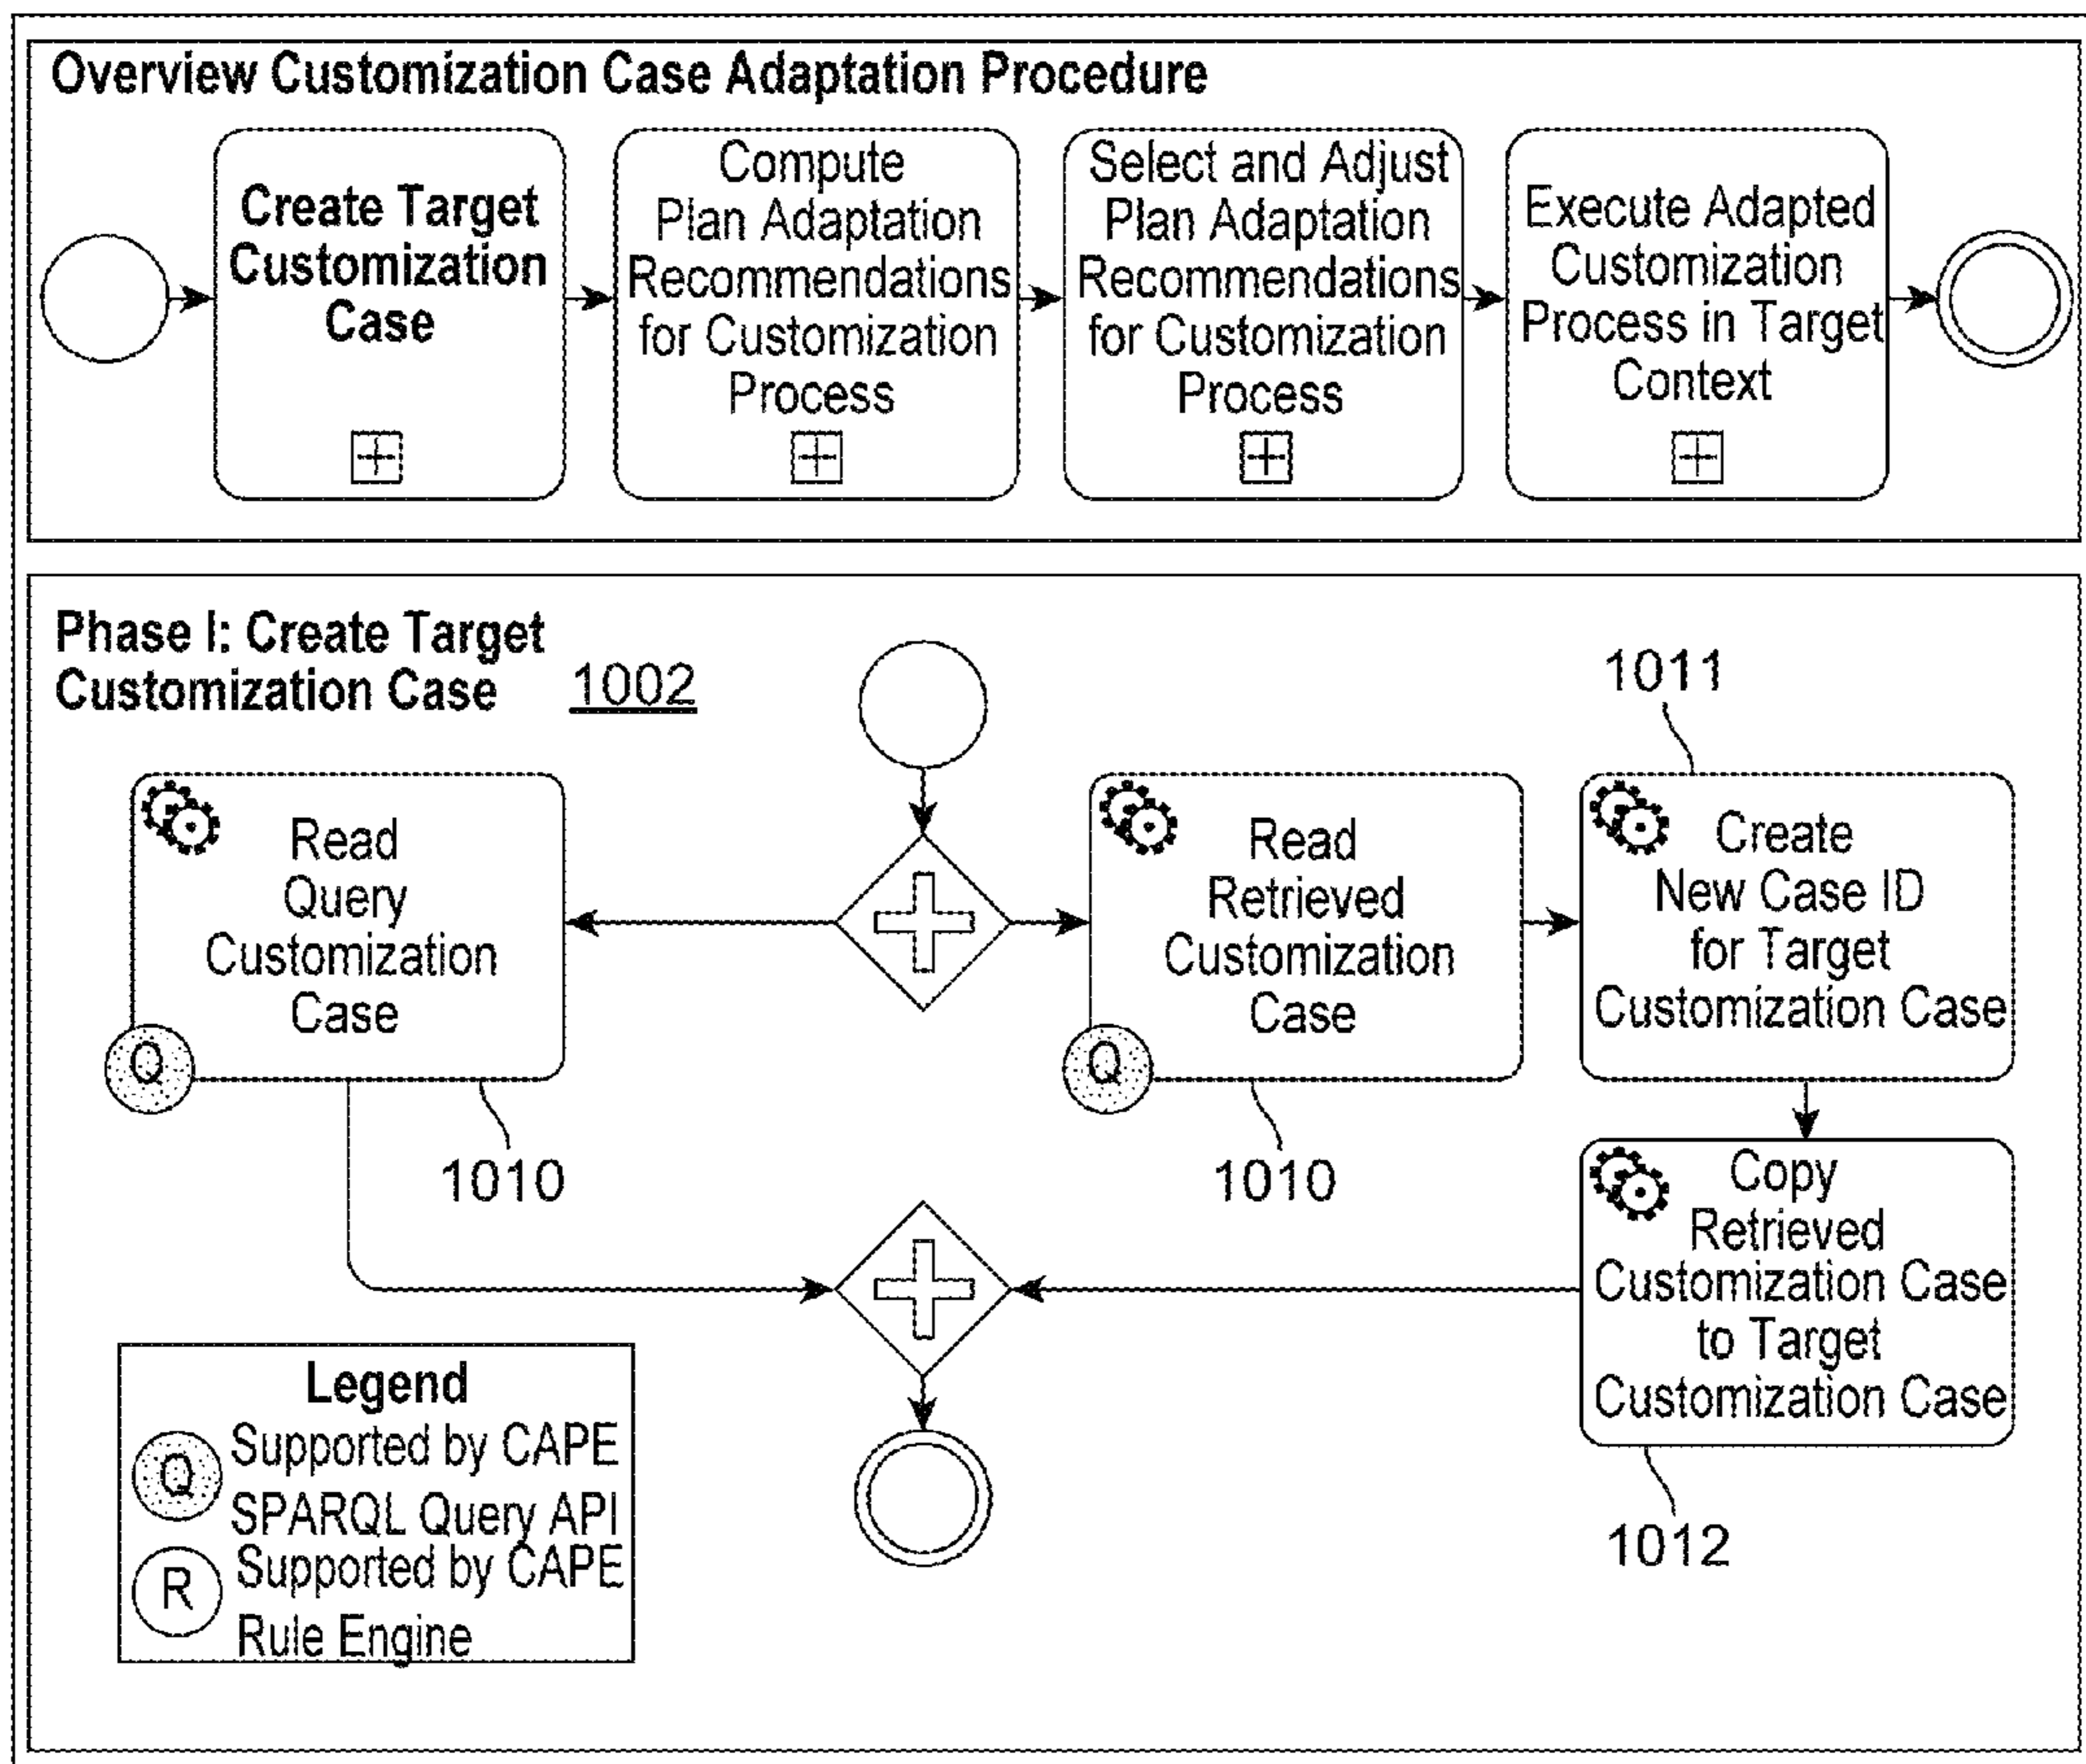 Overview Customization Case Adaptation Procedure
Create Target
Customization
Case
Compute
Plan Adaptation
Recommendations
for Customization
Process
Select and Adjust
Plan Adaptation
Recommendations
for Customization
Process
Execute Adapted
Customization
Process in Target
Context
Phase I: Create Target
Customization Case 1002
1011
Read
Query
Customization
Case
Q
1010
Read
Retrieved
Customization
Case
Q
1010
Create
New Case ID
for Target
Customization Case
Copy
Retrieved
Customization Case
to Target
Customization Case
1012
Legend
Q Supported by CAPE
SPARQL Query API
R Supported by CAPE
Rule Engine